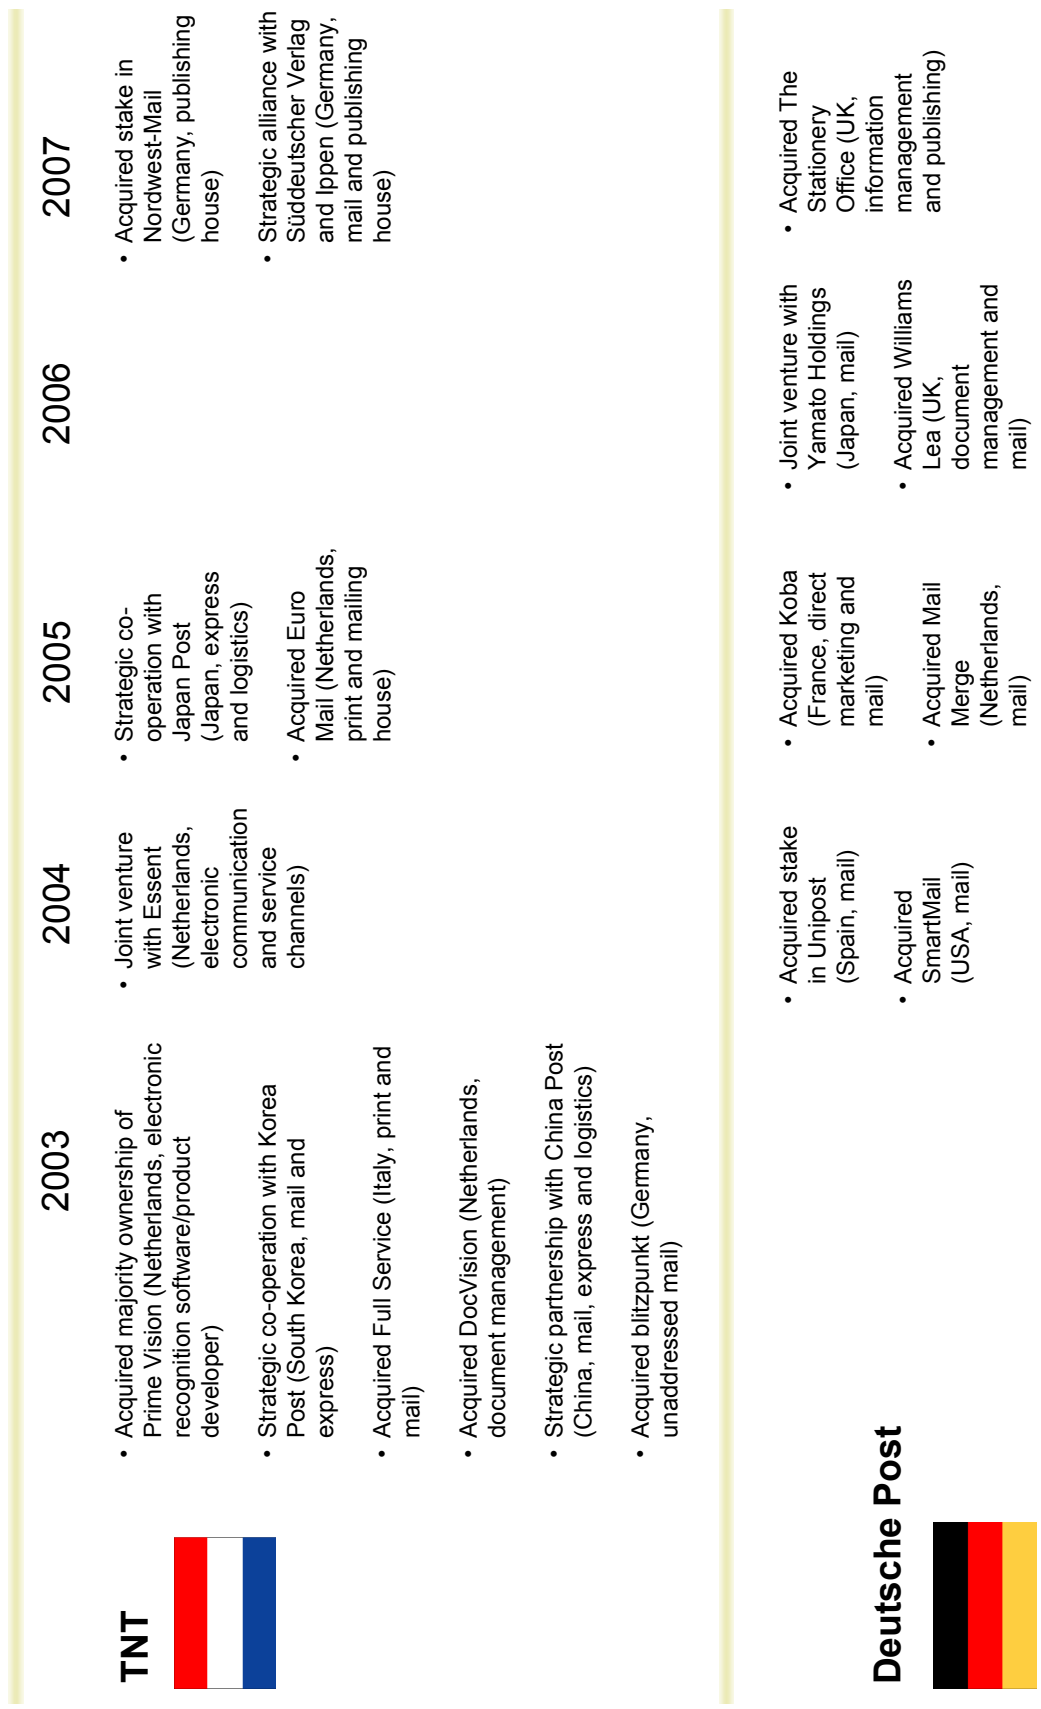 2003
2004
2005
2006
2007
TNT
• Acquired majority ownership of
Prime Vision (Netherlands, electronic
recognition software/product
developer)
• Strategic co-operation with Korea
Post (South Korea, mail and
express)
• Acquired Full Service (Italy, print and
mail)
• Acquired DocVision (Netherlands,
document management)
• Strategic partnership with China Post
(China, mail, express and logistics)
• Acquired blitzpunkt (Germany,
unaddressed mail)
• Joint venture
with Essent
(Netherlands,
electronic
communication
and service
channels)
• Strategic co-
operation with
Japan Post
(Japan, express
and logistics)
• Acquired Euro
Mail (Netherlands,
print and mailing
house)
• Acquired stake in
Nordwest-Mail
(Germany, publishing
house)
• Strategic alliance with
Süddeutscher Verlag
and Ippen (Germany,
mail and publishing
house)
Deutsche Post
• Acquired stake
in Unipost
(Spain, mail)
• Acquired
SmartMail
(USA, mail)
• Acquired Koba
(France, direct
marketing and
mail)
• Acquired Mail
Merge
(Netherlands,
mail)
• Joint venture with
Yamato Holdings
(Japan, mail)
• Acquired Williams
Lea (UK,
document
management and
mail)
• Acquired The
Stationery
Office (UK,
information
management
and publishing)